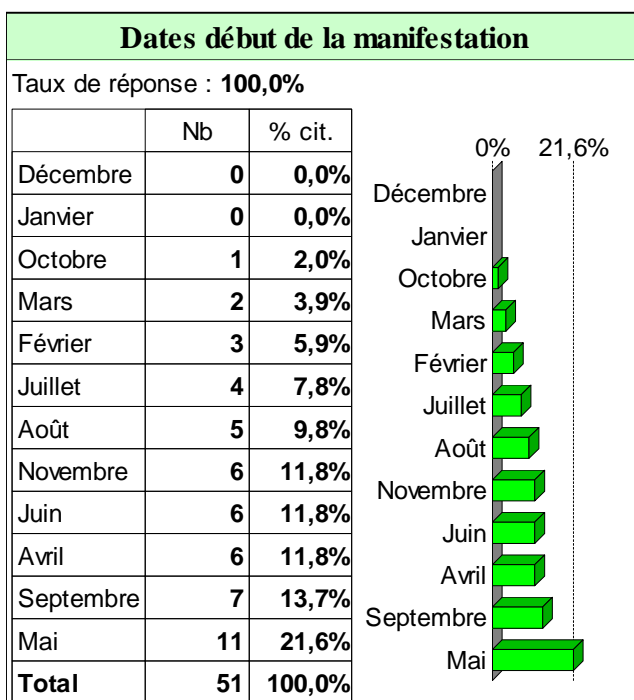 Dates début de la manifestation
Taux de réponse : 100,0%
Nb % cit.
Décembre 0 0,0%
Janvier 0 0,0%
Octobre 1 2,0%
Mars 2 3,9%
Février 3 5,9%
Juillet 4 7,8%
Août 5 9,8%
Novembre 6 11,8%
Juin 6 11,8%
Avril 6 11,8%
Septembre 7 13,7%
Mai 11 21,6%
Total 51 100,0%
0% 21,6%
Décembre
Janvier
Octobre
Mars
Février
Juillet
Août
Novembre
Juin
Avril
Septembre
Mai